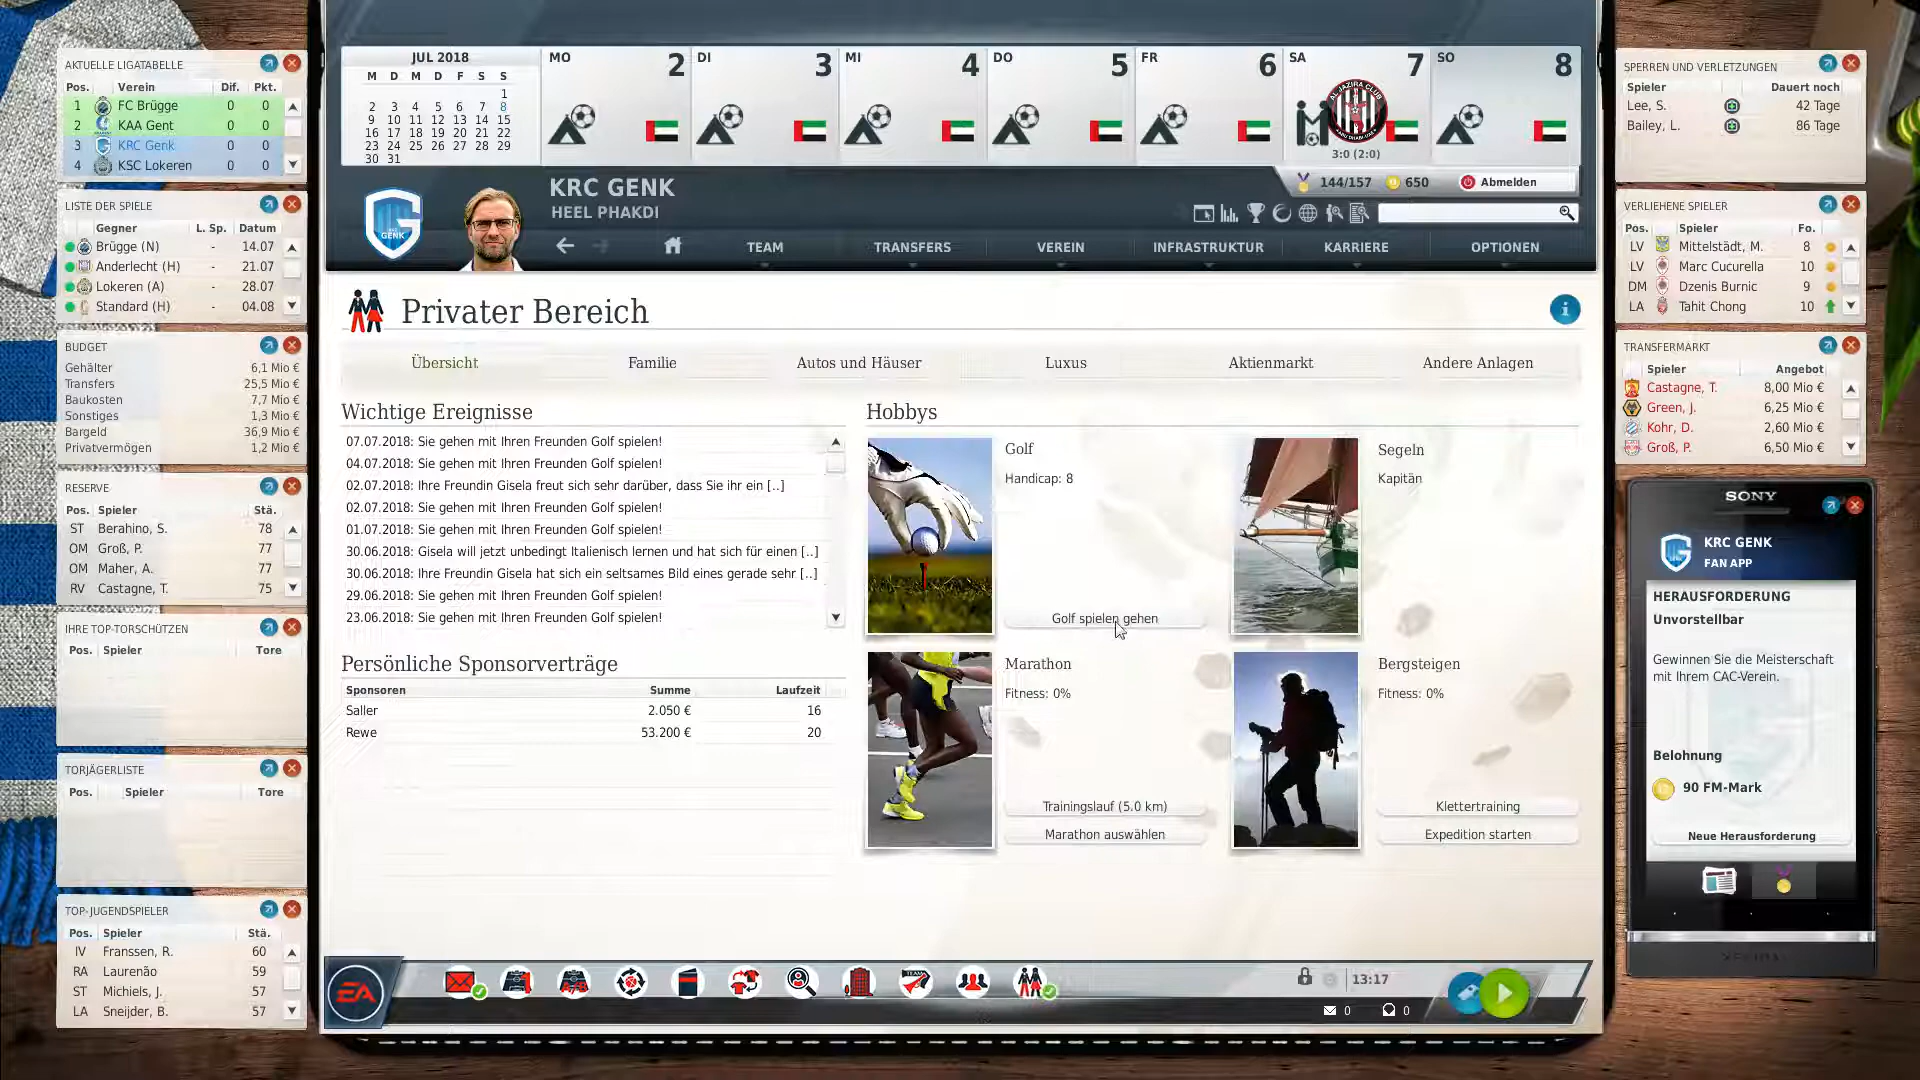 AKTUELLE LIGATABELLE
Pos. Verein Dif. Pkt.
1 FC Brügge 0 0
2 KAA Gent 0 0
3 KRC Genk 0 0
4 KSC Lokeren 0 0
LISTE DER SPIELE
Gegner L. Sp. Datum
Brügge (N) - 14.07
Anderlecht (H) - 21.07
Lokeren (A) - 28.07
Standard (H) - 04.08
BUDGET
Gehälter 6,1 Mio €
Transfers 25,5 Mio €
Baukosten 7,7 Mio €
Sonstiges 1,3 Mio €
Bargeld 36,9 Mio €
Privatvermögen 1,2 Mio €
RESERVE
Pos. Spieler Stä.
ST Berahino, S. 78
OM Groß, P. 77
OM Maher, A. 77
RV Castagne, T. 75
IHRE TOP-TORSCHÜTZEN
Pos. Spieler Tore
TORJÄGERLISTE
Pos. Spieler Tore
TOP-JUGENDSPIELER
Pos. Spieler Stä.
IV Franssen, R. 60
RA Laurenão 59
ST Michiels, J. 57
LA Sneijder, B. 57
JUL 2018
M D M D F S S
1
2 3 4 5 6 7 8
9 10 11 12 13 14 15
16 17 18 19 20 21 22
23 24 25 26 27 28 29
30 31
MO 2
DI 3
MI 4
DO 5
FR 6
SA 7
3:0 (2:0)
SO 8
144/157 650 Abmelden
KRC GENK
HEEL PHAKDI
GENK
TEAM TRANSFERS VEREIN INFRASTRUKTUR KARRIERE OPTIONEN
Privater Bereich
Übersicht Familie Autos und Häuser Luxus Aktienmarkt Andere Anlagen
Wichtige Ereignisse
07.07.2018: Sie gehen mit Ihren Freunden Golf spielen!
04.07.2018: Sie gehen mit Ihren Freunden Golf spielen!
02.07.2018: Ihre Freundin Gisela freut sich sehr darüber, dass Sie ihr ein [..]
02.07.2018: Sie gehen mit Ihren Freunden Golf spielen!
01.07.2018: Sie gehen mit Ihren Freunden Golf spielen!
30.06.2018: Gisela will jetzt unbedingt Italienisch lernen und hat sich für einen [..]
30.06.2018: Ihre Freundin Gisela hat sich ein seltsames Bild eines gerade sehr [..]
29.06.2018: Sie gehen mit Ihren Freunden Golf spielen!
23.06.2018: Sie gehen mit Ihren Freunden Golf spielen!
Persönliche Sponsorverträge
Sponsoren Summe Laufzeit
Saller 2.050 € 16
Rewe 53.200 € 20
Hobbys
Golf
Handicap: 8
Golf spielen gehen
Segeln
Kapitän
Marathon
Fitness: 0%
Trainingslauf (5.0 km)
Marathon auswählen
Bergsteigen
Fitness: 0%
Klettertraining
Expedition starten
EA
A/B
TEAM
13:17
0 0
SPERREN UND VERLETZUNGEN
Spieler Dauert noch
Lee, S. 42 Tage
Bailey, L. 86 Tage
VERLIEHENE SPIELER
Pos. Spieler Fo.
LV Mittelstädt, M. 8
LV Marc Cucurella 10
DM Dzenis Burnic 9
LA Tahit Chong 10
TRANSFERMARKT
Spieler Angebot
Castagne, T. 8,00 Mio €
Green, J. 6,25 Mio €
Kohr, D. 2,60 Mio €
Groß, P. 6,50 Mio €
SONY
KRC GENK
FAN APP
HERAUSFORDERUNG
Unvorstellbar
Gewinnen Sie die Meisterschaft
mit Ihrem CAC-Verein.
Belohnung
90 FM-Mark
Neue Herausforderung
XPERIA